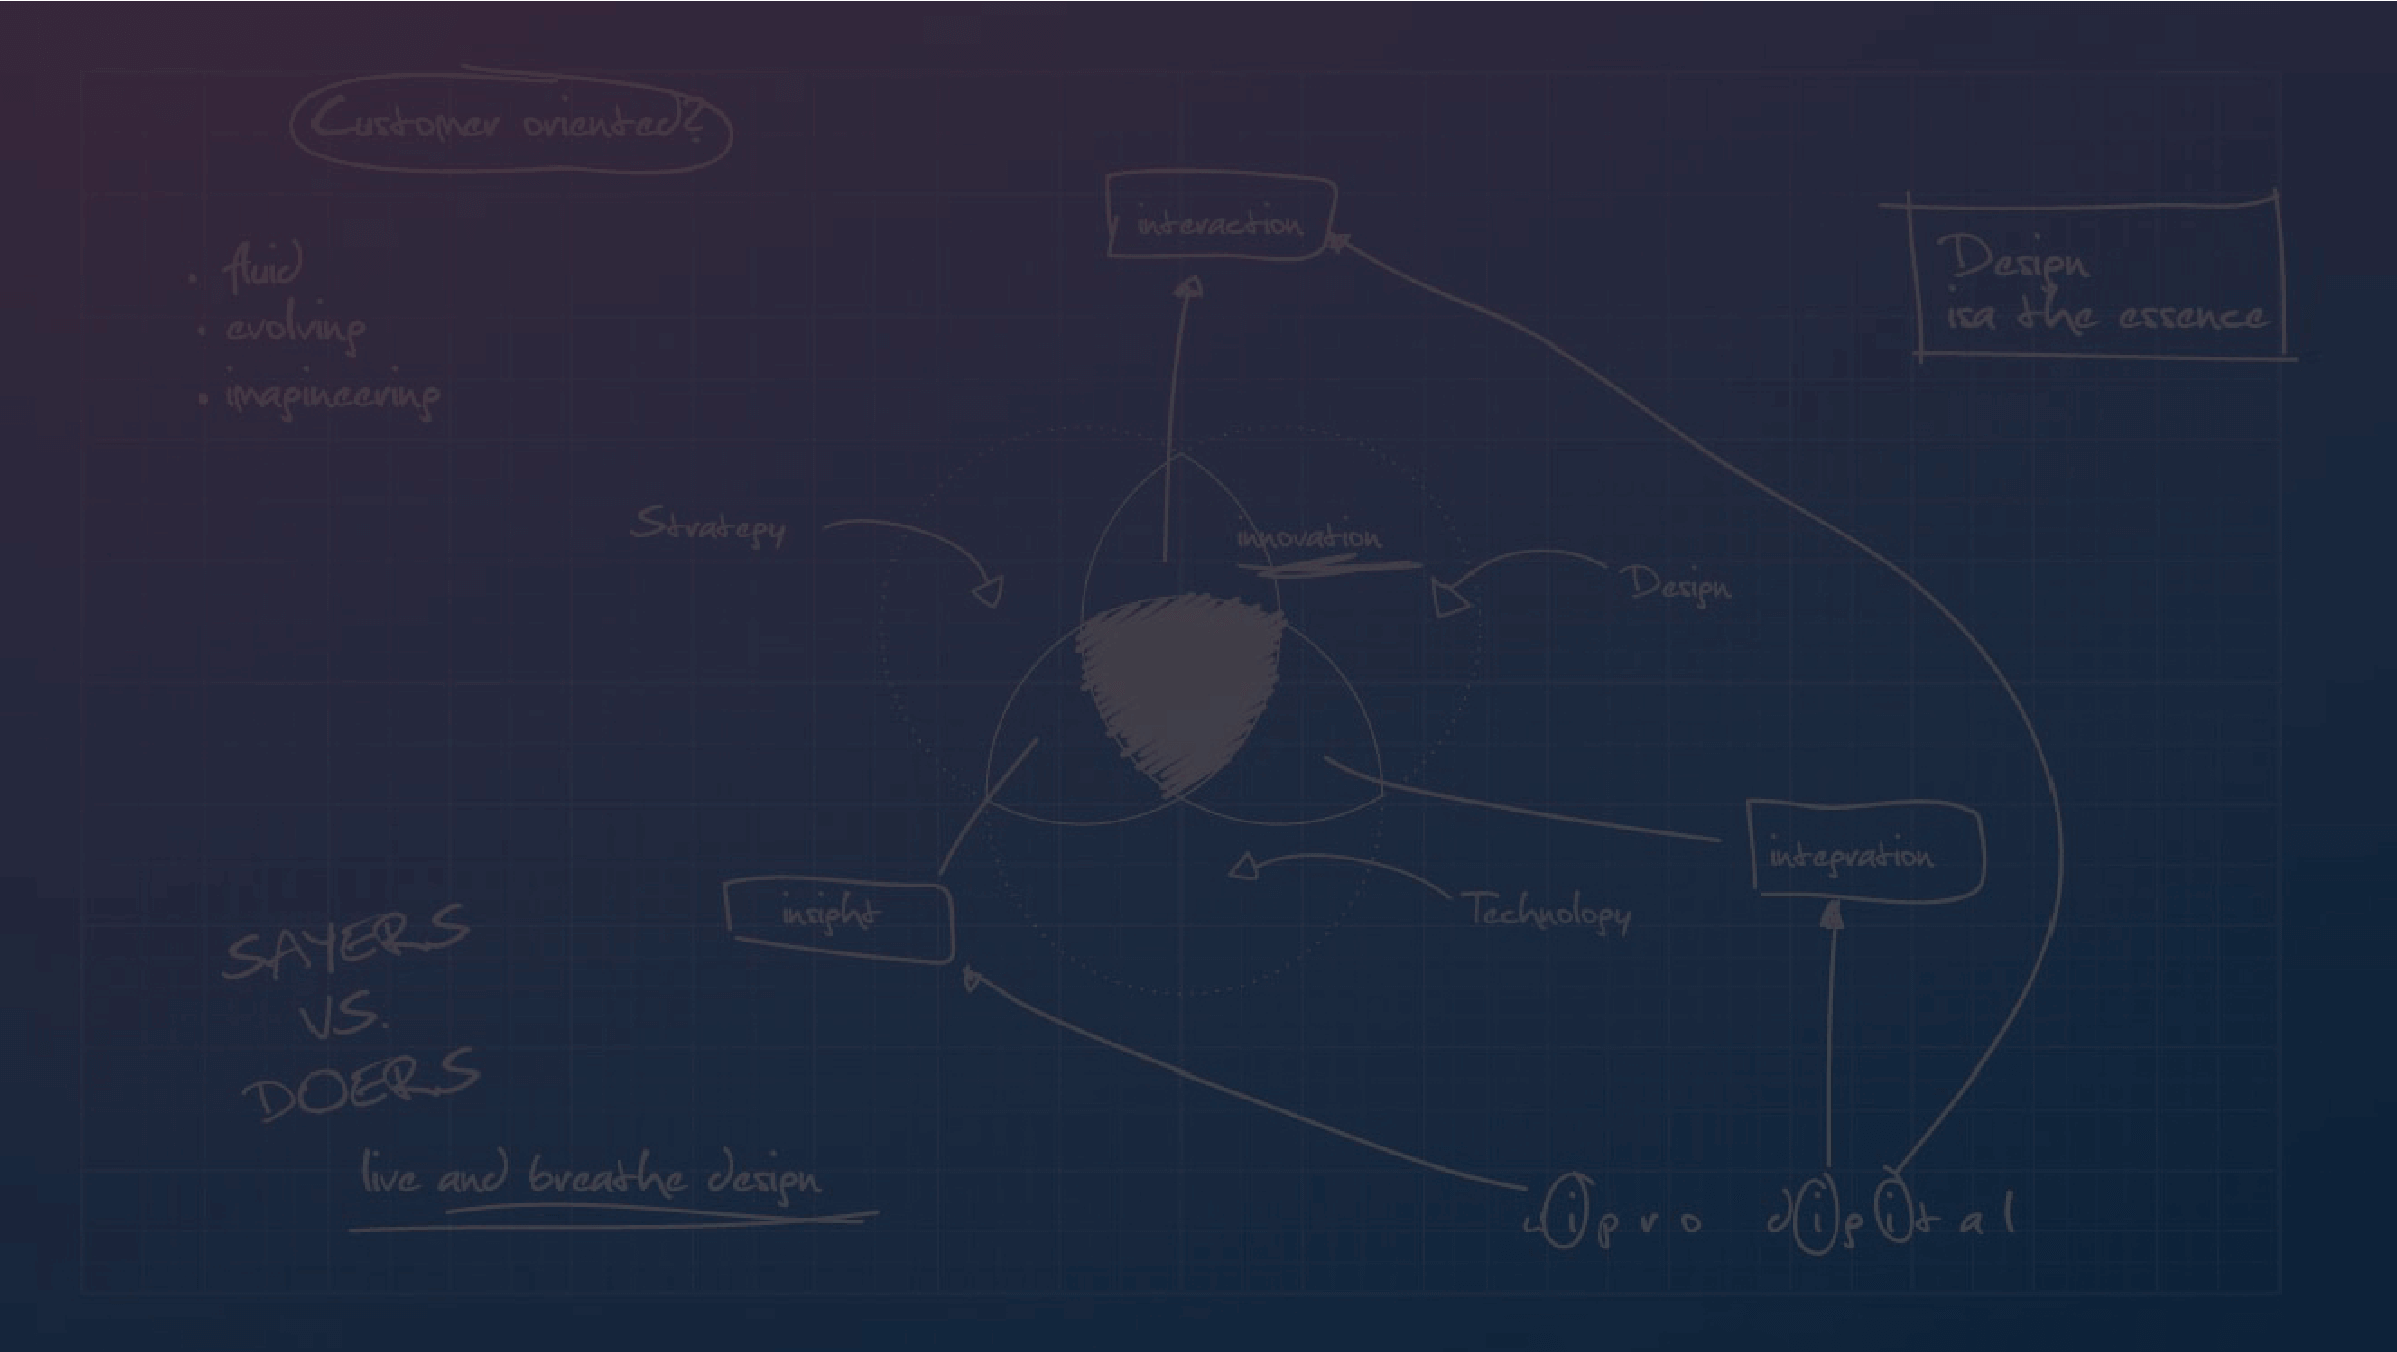 Customer oriented?
• fluid
• evolving
• imagineering
interaction
Design
isa the essence
Strategy
innovation
Design
insight
integration
Technology
SAYERS
VS.
DOERS
live and breathe design
wipro digital